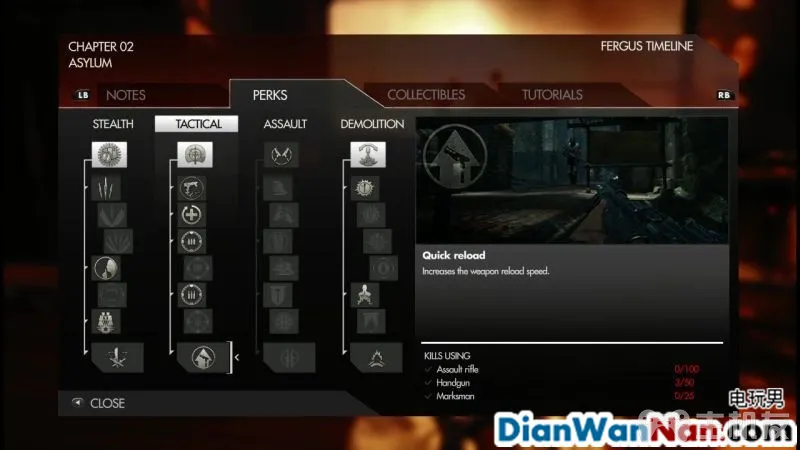 CHAPTER 02
ASYLUM
FERGUS TIMELINE
LB NOTES PERKS COLLECTIBLES TUTORIALS RB
STEALTH TACTICAL ASSAULT DEMOLITION
Quick reload
Increases the weapon reload speed.
KILLS USING
Assault rifle 0/100
Handgun 3/50
Marksman 0/25
CLOSE
电玩男
DianWanNan.com